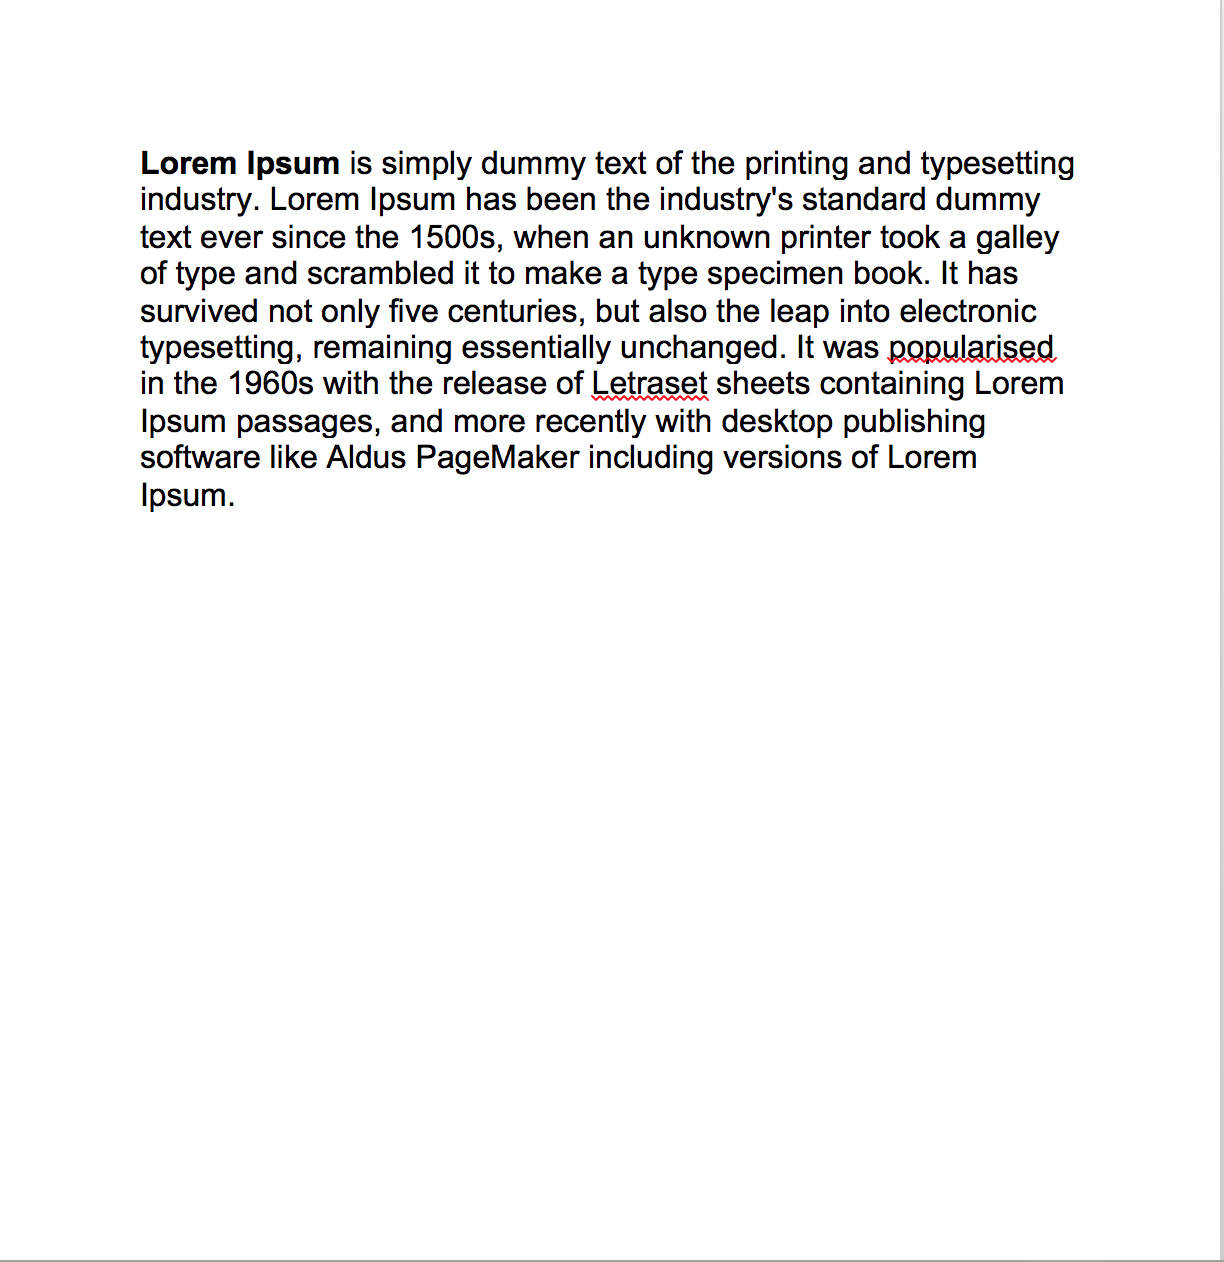 Lorem Ipsum is simply dummy text of the printing and typesetting
industry. Lorem Ipsum has been the industry's standard dummy
text ever since the 1500s, when an unknown printer took a galley
of type and scrambled it to make a type specimen book. It has
survived not only five centuries, but also the leap into electronic
typesetting, remaining essentially unchanged. It was popularised
in the 1960s with the release of Letraset sheets containing Lorem
Ipsum passages, and more recently with desktop publishing
software like Aldus PageMaker including versions of Lorem
Ipsum.